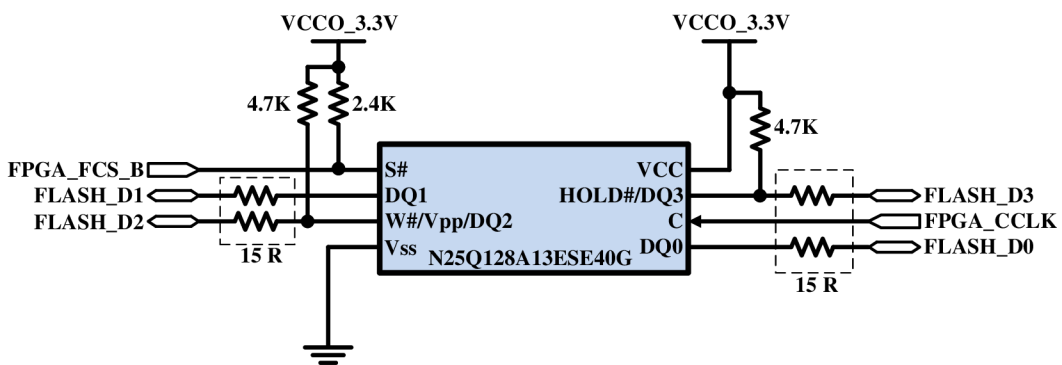 VCCO_3.3V
VCCO_3.3V
4.7K
2.4K
4.7K
FPGA_FCS_B
S#
VCC
FLASH_D1
DQ1
HOLD#/DQ3
FLASH_D3
FLASH_D2
W#/Vpp/DQ2
C
FPGA_CCLK
Vss
DQ0
FLASH_D0
15 R
N25Q128A13ESE40G
15 R